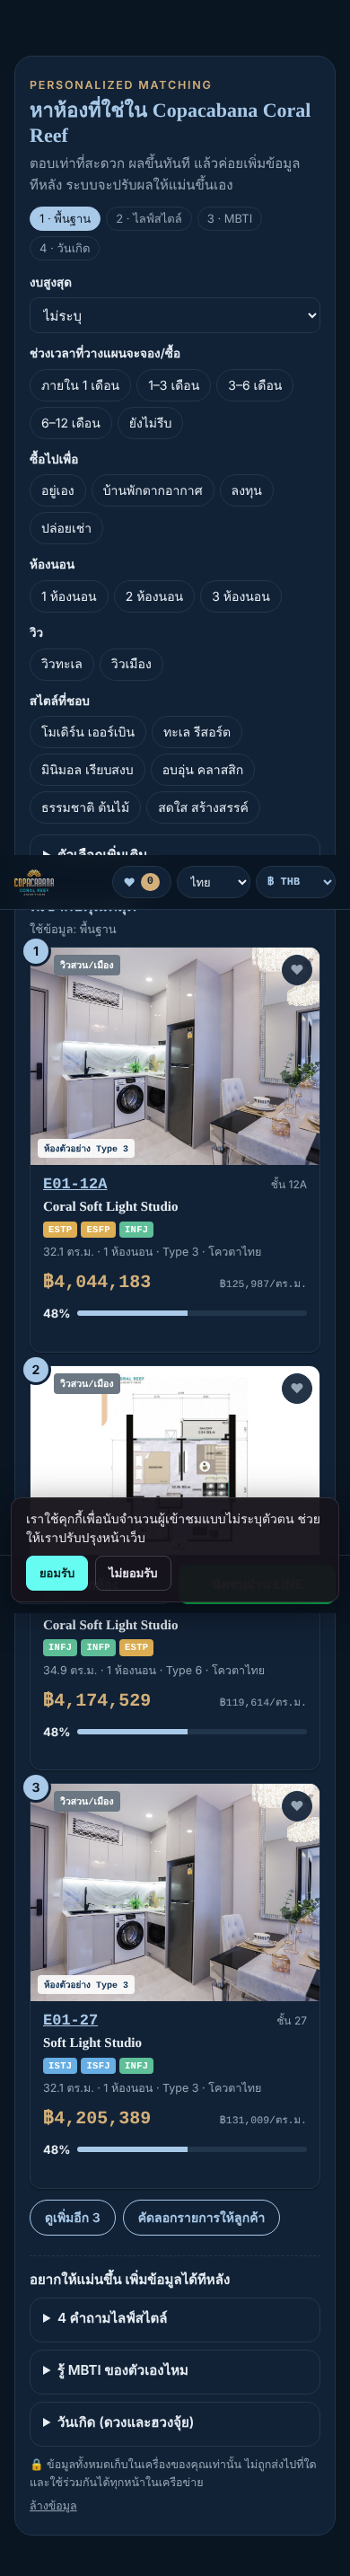 PERSONALIZED MATCHING
หาห้องที่ใช่ใน Copacabana Coral
Reef
ตอบเท่าที่สะดวก ผลขึ้นทันที แล้วค่อยเพิ่มข้อมูล
ทีหลัง ระบบจะปรับผลให้แม่นขึ้นเอง
1 · พื้นฐาน 2 · ไลฟ์สไตล์ 3 · MBTI
4 · วันเกิด
งบสูงสุด
ไม่ระบุ
ช่วงเวลาที่วางแผนจะจอง/ซื้อ
ภายใน 1 เดือน 1–3 เดือน 3–6 เดือน
6–12 เดือน ยังไม่รีบ
ซื้อไปเพื่อ
อยู่เอง บ้านพักตากอากาศ ลงทุน
ปล่อยเช่า
ห้องนอน
1 ห้องนอน 2 ห้องนอน 3 ห้องนอน
วิว
วิวทะเล วิวเมือง
สไตล์ที่ชอบ
โมเดิร์น เออร์เบิน ทะเล รีสอร์ต
มินิมอล เรียบสงบ อบอุ่น คลาสสิก
ธรรมชาติ ต้นไม้ สดใส สร้างสรรค์
COPACABANA
CORAL REEF
♥ 0 ไทย ฿ THB
ใช้ข้อมูล: พื้นฐาน
1
วิวสวน/เมือง
ห้องตัวอย่าง Type 3
E01-12A ชั้น 12A
Coral Soft Light Studio
ESTP ESFP INFJ
32.1 ตร.ม. · 1 ห้องนอน · Type 3 · โควตาไทย
฿4,044,183 ฿125,987/ตร.ม.
48%
2
วิวสวน/เมือง
เราใช้คุกกี้เพื่อนับจำนวนผู้เข้าชมแบบไม่ระบุตัวตน ช่วย
ให้เราปรับปรุงหน้าเว็บ
ยอมรับ ไม่ยอมรับ
Coral Soft Light Studio
INFJ INFP ESTP
34.9 ตร.ม. · 1 ห้องนอน · Type 6 · โควตาไทย
฿4,174,529 ฿119,614/ตร.ม.
48%
3
วิวสวน/เมือง
ห้องตัวอย่าง Type 3
E01-27 ชั้น 27
Soft Light Studio
ISTJ ISFJ INFJ
32.1 ตร.ม. · 1 ห้องนอน · Type 3 · โควตาไทย
฿4,205,389 ฿131,009/ตร.ม.
48%
ดูเพิ่มอีก 3 คัดลอกรายการให้ลูกค้า
อยากให้แม่นขึ้น เพิ่มข้อมูลได้ทีหลัง
4 คำถามไลฟ์สไตล์
รู้ MBTI ของตัวเองไหม
วันเกิด (ดวงและฮวงจุ้ย)
🔒 ข้อมูลทั้งหมดเก็บในเครื่องของคุณเท่านั้น ไม่ถูกส่งไปที่ใด
และใช้ร่วมกันได้ทุกหน้าในเครือข่าย
ล้างข้อมูล